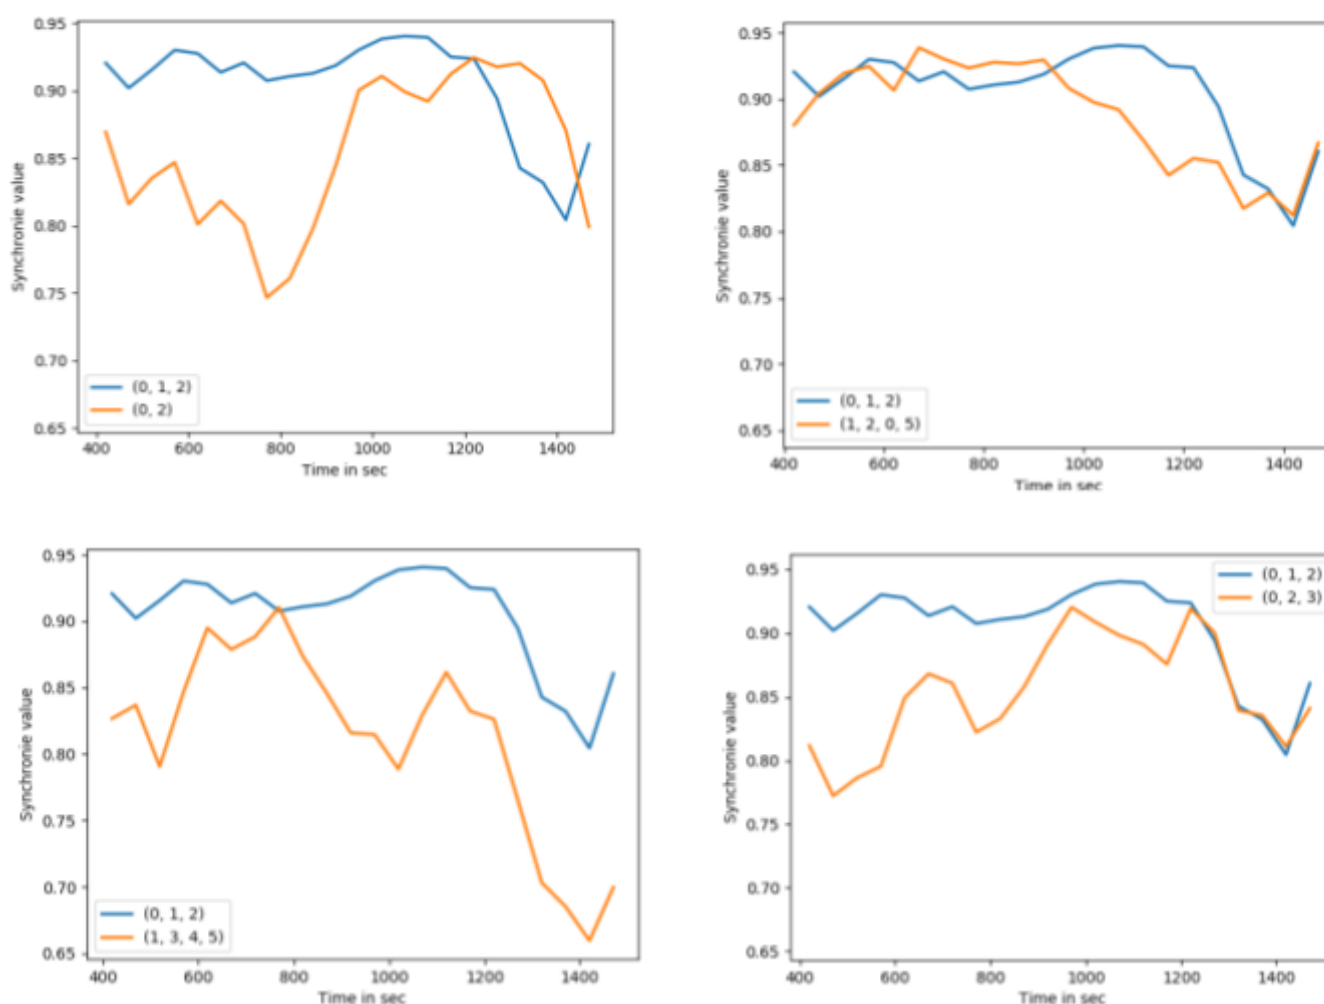 0.95
0.90
0.85
0.80
0.75
0.70
0.65
Synchronie value
(0, 1, 2)
(0, 2)
400 600 800 1000 1200 1400
Time in sec
0.95
0.90
0.85
0.80
0.75
0.70
0.65
Synchronie value
(0, 1, 2)
(1, 2, 0, 5)
400 600 800 1000 1200 1400
Time in sec
0.95
0.90
0.85
0.80
0.75
0.70
0.65
Synchronie value
(0, 1, 2)
(1, 3, 4, 5)
400 600 800 1000 1200 1400
Time in sec
0.95
0.90
0.85
0.80
0.75
0.70
0.65
Synchronie value
(0, 1, 2)
(0, 2, 3)
400 600 800 1000 1200 1400
Time in sec